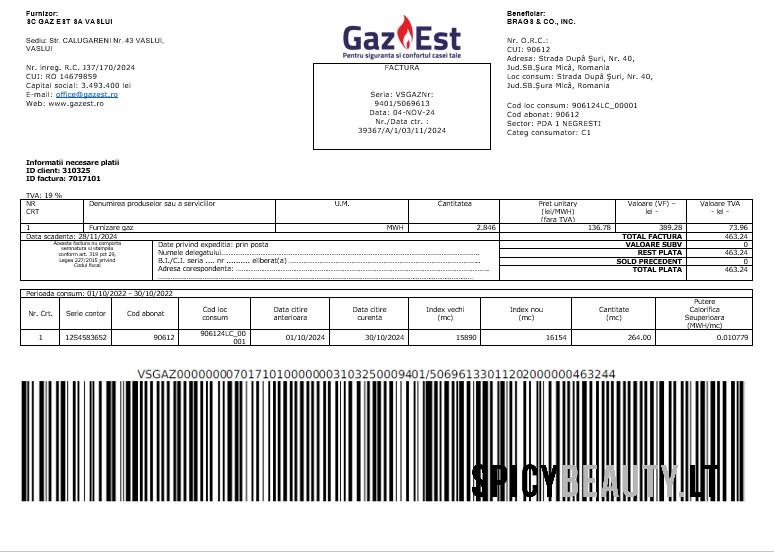 Furnizor:
SC GAZ EST SA VASLUI
Sediu: Str. CALUGARENI Nr. 43 VASLUI,
VASLUI
Nr. inreg. R.C. J37/170/2024
CUI: RO 14679859
Capital social: 3.493.400 lei
E-mail: office@gazest.ro
Web: www.gazest.ro
Gaz Est
Pentru siguranta si confortul casei tale
FACTURA
Seria: VSGAZNr:
9401/5069613
Data: 04-NOV-24
Nr./Data ctr. :
39367/A/1/03/11/2024
Benefeliar:
BRAGS & CO., INC.
Nr. O.R.C.:
CUI: 90612
Adresa: Strada După Şuri, Nr. 40,
Jud.SB.Şura Mică, Romania
Loc consum: Strada După Şuri, Nr. 40,
Jud.SB.Şura Mică, Romania
Cod loc consum: 906124LC_00001
Cod abonat: 90612
Sector: PDA 1 NEGRESTI
Categ consumator: C1
Informatii necesare platii
ID client: 310325
ID factura: 7017101
TVA: 19 %
NR CRT Denumirea produselor sau a serviciilor U.M. Cantitatea Pret unitary (lei/MWH) (fara TVA) Valoare (VF) – lei - Valoare TVA - lei -
1 Furnizare gaz MWH 2.846 136.78 389.28 73.96
Data scadenta: 28/11/2024 TOTAL FACTURA 463.24
Aceasta factura nu comporta
semnatura si stampila
conform art. 319 pct 29,
Legea 227/2015 privind
Codul fiscal
Date privind expeditia: prin posta
Numele delegatului
B.I./C.I. seria .... nr .......... eliberat(a)
Adresa corespondenta:
VALOARE SUBV 0
REST PLATA 463.24
SOLD PRECEDENT 0
TOTAL PLATA 463.24
Perioada consum: 01/10/2022 - 30/10/2022
Nr. Crt. Serie contor Cod abonat Cod loc consum Data citire anterioara Data citire curenta Index vechi (mc) Index nou (mc) Cantitate (mc) Putere Calorifica Seuperioara (MWH/mc)
1 12S4583652 90612 906124LC_00001 01/10/2024 30/10/2024 15890 16154 264.00 0.010779
VSGAZ00000000701710100000003103250009401/50696133011202000000463244
SPICYBEAUTY.LT